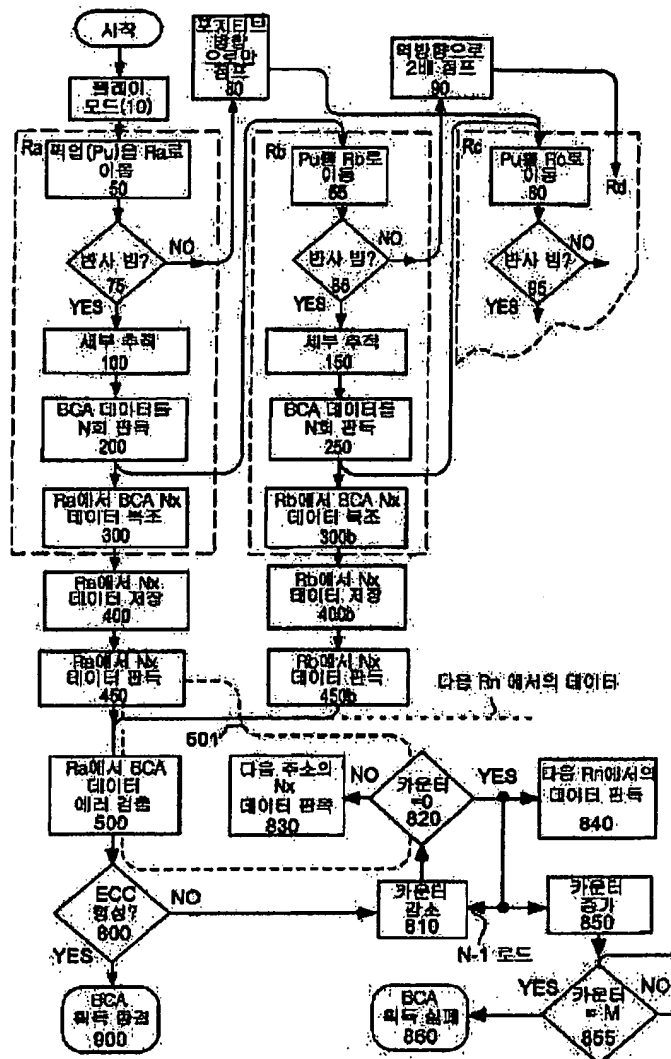 시작
플레이
모드(10)
포지티브
방향
으로만
점프
80
역방향으로
2배 점프
90
Ra
픽업(Pu)을 Ra로
이동
50
Rb
Pu를 Rb로
이동
Rd
Pu를
이동
Rd
반사 빔?
75
NO
YES
반사 빔?
NO
YES
반사 빔?
95
NO
YES
세부 추적
100
세부 추적
150
BCA 데이터를
N회 판독
200
BCA 데이터를
N회 판독
250
Ra에서 BCA Nx
데이터 복조
300
Rb에서 BCA Nx
데이터 복조
300b
Ra에서 Nx
데이터 저장
400
Rb에서 Nx
데이터 저장
400b
Ra에서 Nx
데이터 판독
450
Rb에서 Nx
데이터 판독
450b
다음 Rn 에서의 데이터
501
Ra에서 BCA
데이터
에러 검출
500
다음 주소의
Nx
데이터 판독
830
NO
카운터
=0
820
YES
다음 Rn에서의
데이터 판독
840
ECC
600
NO
YES
카운터
감소
810
N-1 로드
카운터
증가
850
BCA
획득 완결
900
BCA
획득 실패
860
YES
카운터
= M
855
NO